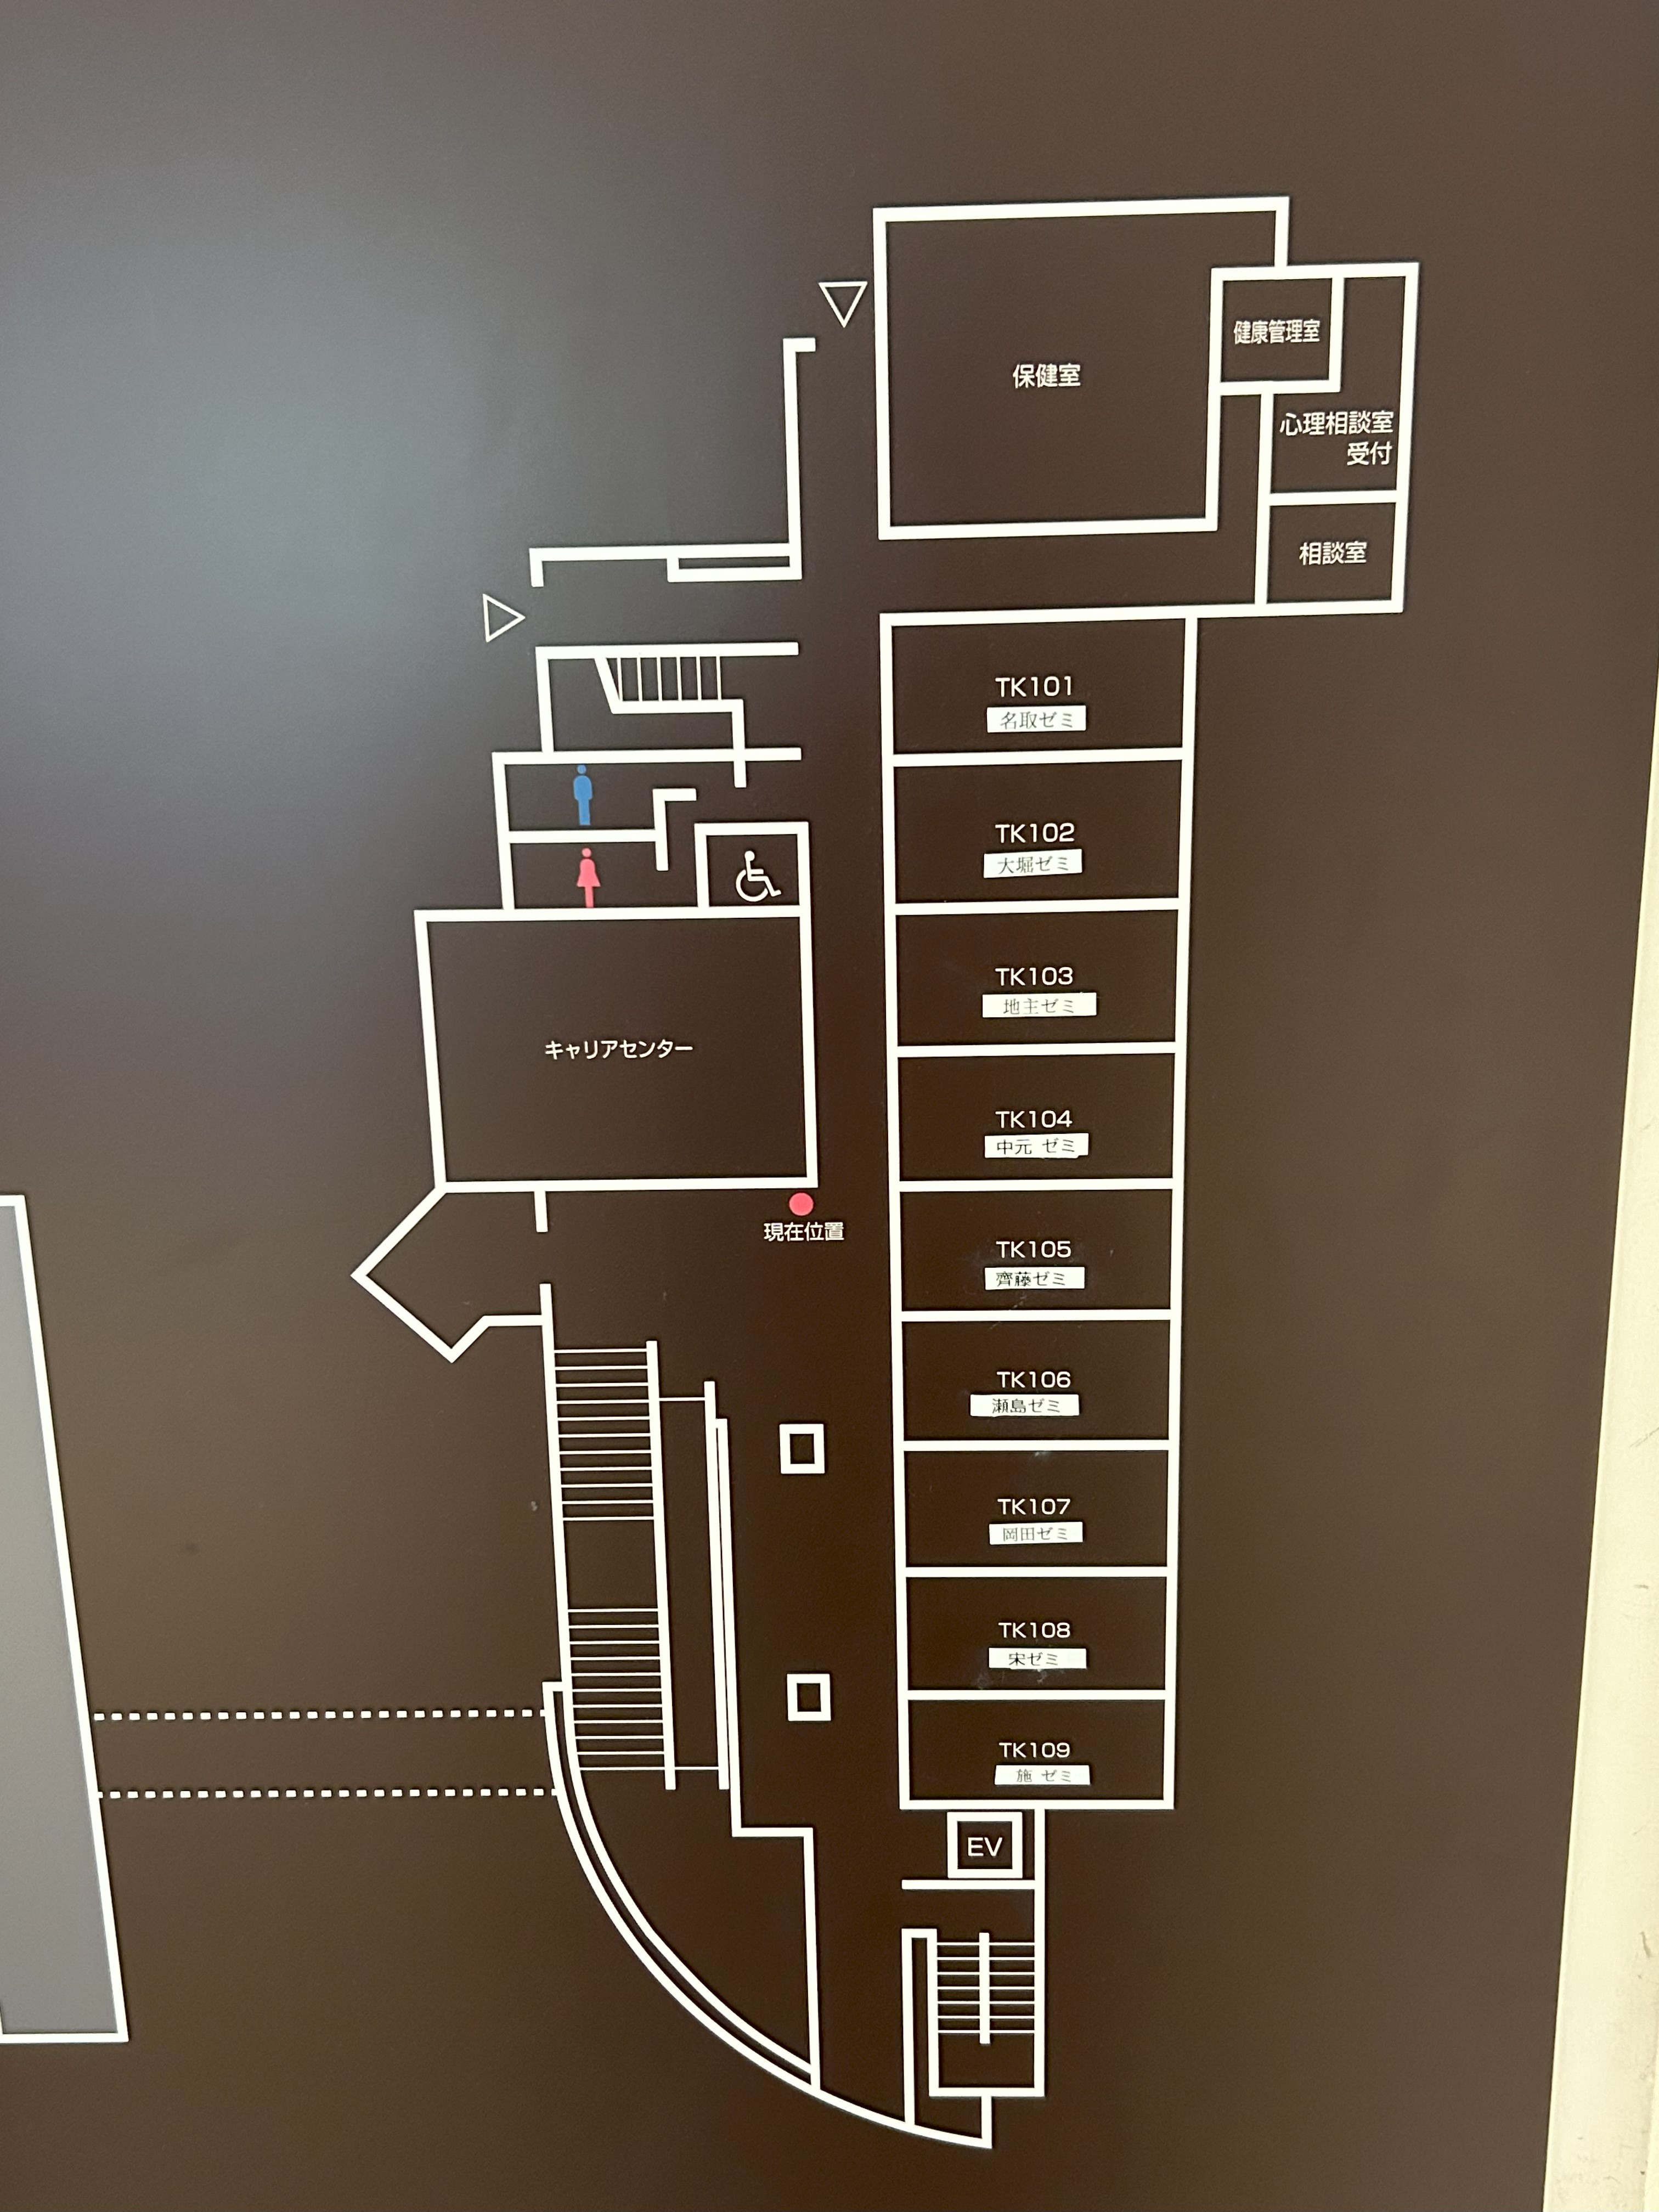 保健室
健康管理室
心理相談室
受付
相談室
TK101
名取ゼミ
TK102
大堀ゼミ
TK103
地主ゼミ
キャリアセンター
TK104
中元 ゼミ
現在位置
TK105
齊藤ゼミ
TK106
瀬島ゼミ
TK107
岡田ゼミ
TK108
宋ゼミ
TK109
施 ゼミ
EV